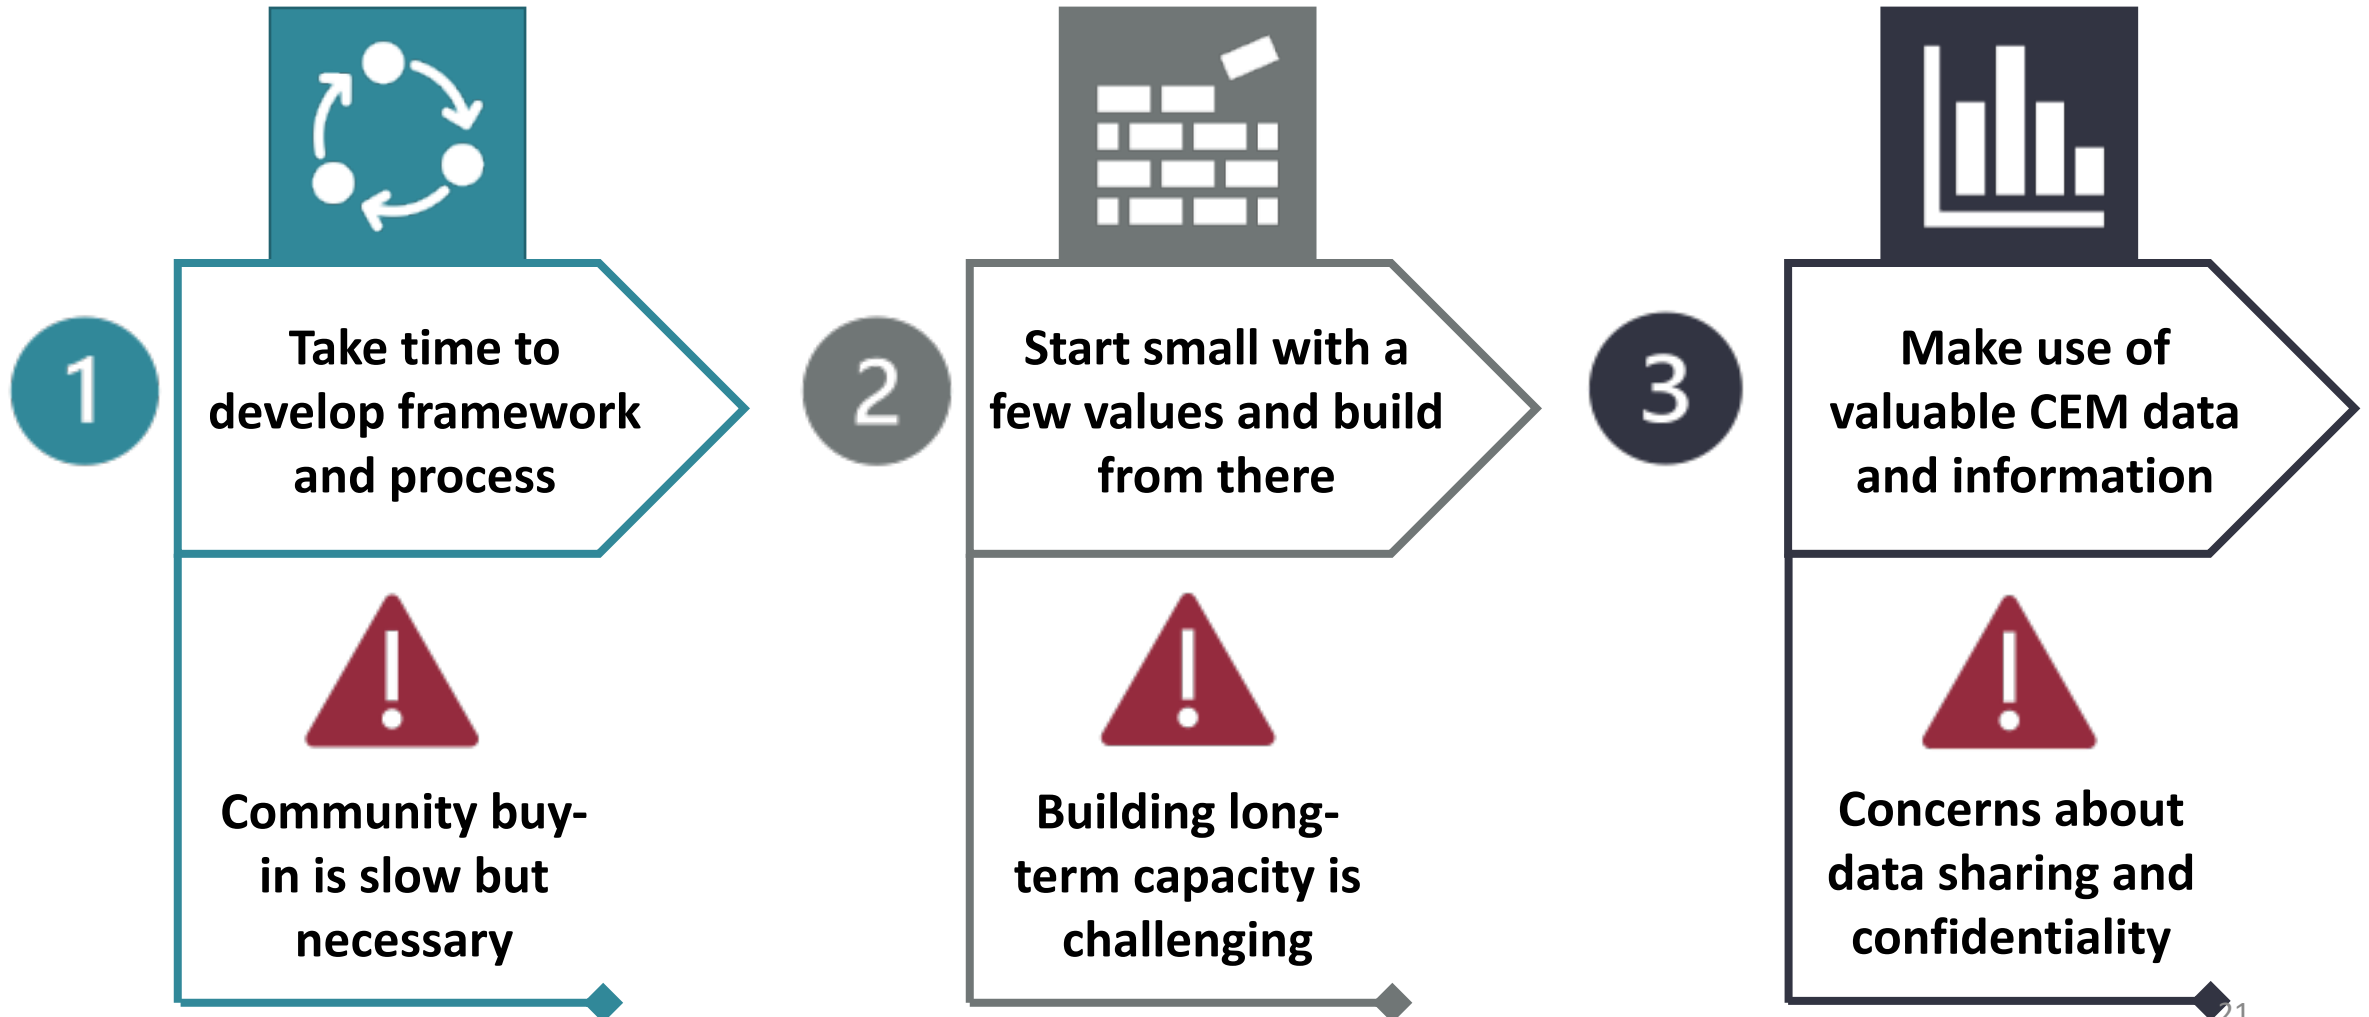 1
Take time to
develop framework
and process
Community buy-
in is slow but
necessary
2
Start small with a
few values and build
from there
Building long-
term capacity is
challenging
3
Make use of
valuable CEM data
and information
Concerns about
data sharing and
confidentiality
21